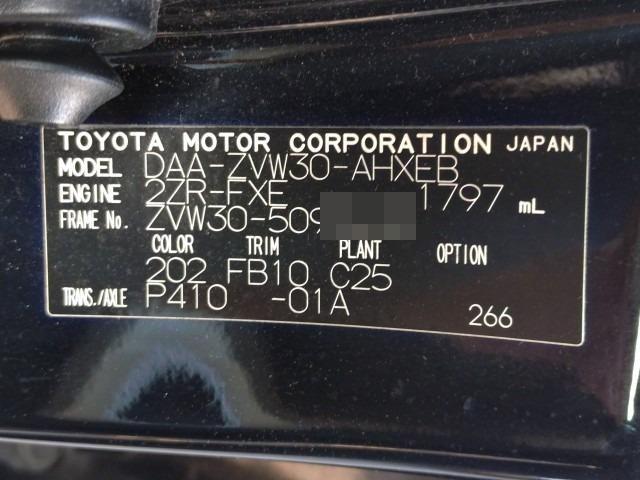 TOYOTA MOTOR CORPORATION JAPAN
MODEL DAA-ZVW30-AHXEB
ENGINE 2ZR-FXE 1797 mL
FRAME No. ZVW30-509
COLOR TRIM PLANT OPTION
202 FB10 C25
TRANS./AXLE P410 -01A
266